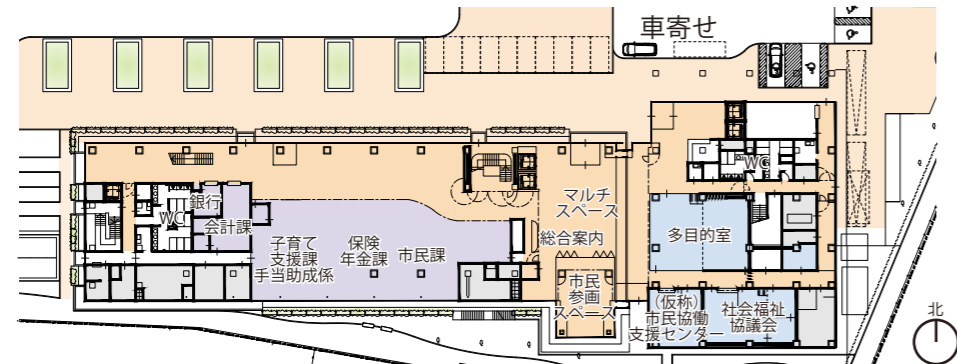 車寄せ
WC
銀行
会計課
WC
子育て
支援課
手当助成係
保険
年金課
市民課
マルチ
スペース
総合案内
市民
参画
スペース
多目的室
（仮称）
市民協働
支援センター
社会福祉
協議会
北